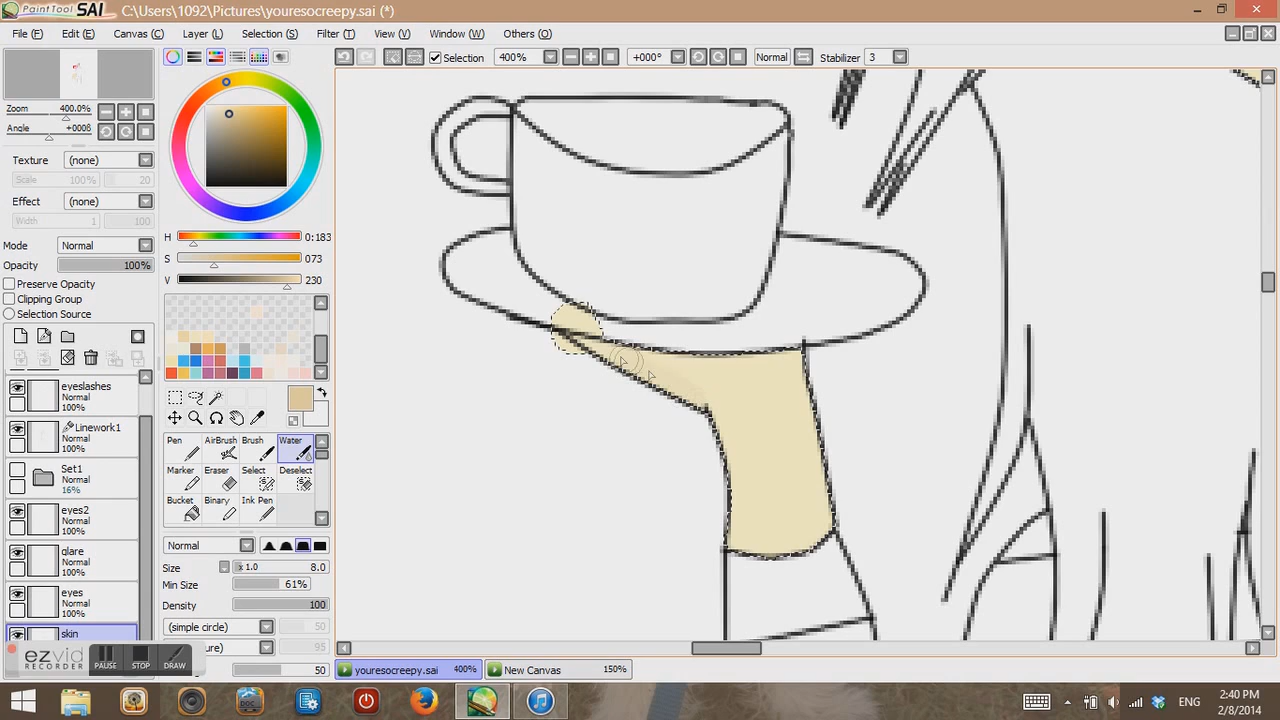 PaintTool SAI C:\Users\1092\Pictures\youresocreepy.sai (*)
File (F) Edit (E) Canvas (C) Layer (L) Selection (S) Filter (T) View (V) Window (W) Others (O)
Selection 400% +000° Normal Stabilizer 3
Zoom 400.0%
Angle +000ß
Texture (none)
Scale 100% 20
Effect (none)
Width 1 100
Mode Normal
Opacity 100%
Preserve Opacity
Clipping Group
Selection Source
H 0:183
S 073
V 230
eyelashes
Normal
100%
Linework1
Normal
100%
Set1
Normal
16%
eyes2
Normal
100%
glare
Normal
100%
eyes
Normal
100%
skin
Pen AirBrush Brush Water
Marker Eraser Select Deselect
Bucket Binary Ink Pen
Normal
Size x 1.0 8.0
Min Size 61%
Density 100
(simple circle) 50
ure) 95
50
ezvid
RECORDER
PAUSE STOP DRAW
youresocreepy.sai 400% New Canvas 150%
DOC
ENG
2:40 PM
2/8/2014